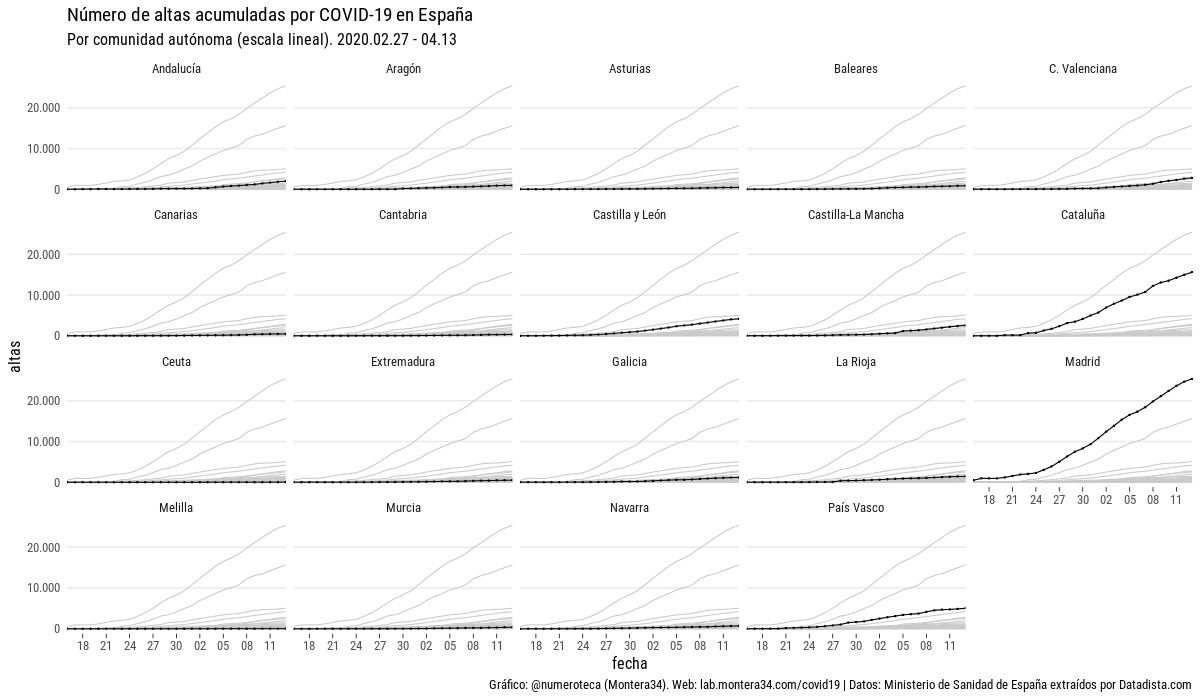 Número de altas acumuladas por COVID-19 en España
Por comunidad autónoma (escala lineal). 2020.02.27 - 04.13
Andalucía Aragón Asturias Baleares C. Valenciana
20.000
10.000
0
Canarias Cantabria Castilla y León Castilla-La Mancha Cataluña
20.000
10.000
0
altas
Ceuta Extremadura Galicia La Rioja Madrid
20.000
10.000
0
18 21 24 27 30 02 05 08 11
Melilla Murcia Navarra País Vasco
20.000
10.000
0
18 21 24 27 30 02 05 08 11 18 21 24 27 30 02 05 08 11 18 21 24 27 30 02 05 08 11 18 21 24 27 30 02 05 08 11
fecha
Gráfico: @numeroteca (Montera34). Web: lab.montera34.com/covid19 | Datos: Ministerio de Sanidad de España extraídos por Datadista.com